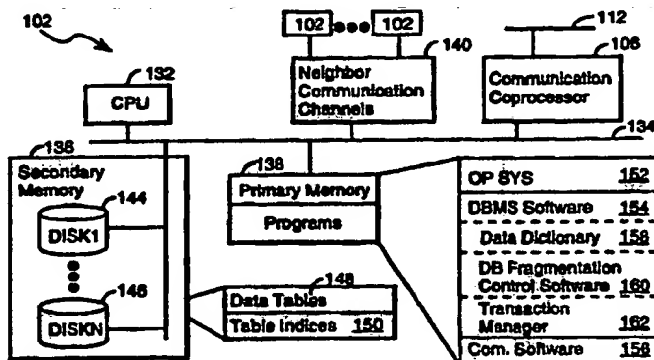 102
102 ●●● 102
112
132
140
106
CPU
Neighbor
Communication
Channels
Communication
Coprocessor
134
138
Secondary
Memory
144
DISK1
146
DISKN
138
Primary Memory
Programs
148
Data Tables
Table Indices 150
OP SYS 152
DBMS Software 154
Data Dictionary 158
DB Fragmentation
Control Software 160
Transaction
Manager 162
Com. Software 156